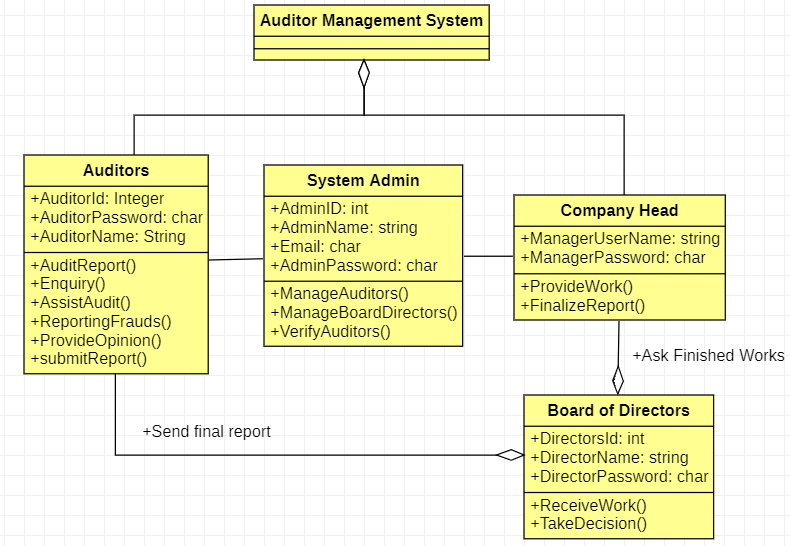 Auditor Management System
Auditors
+AuditorId: Integer
+AuditorPassword: char
+AuditorName: String
+AuditReport()
+Enquiry()
+AssistAudit()
+ReportingFrauds()
+ProvideOpinion()
+submitReport()
System Admin
+AdminID: int
+AdminName: string
+Email: char
+AdminPassword: char
+ManageAuditors()
+ManageBoardDirectors()
+VerifyAuditors()
Company Head
+ManagerUserName: string
+ManagerPassword: char
+ProvideWork()
+FinalizeReport()
+Ask Finished Works
+Send final report
Board of Directors
+DirectorsId: int
+DirectorName: string
+DirectorPassword: char
+ReceiveWork()
+TakeDecision()